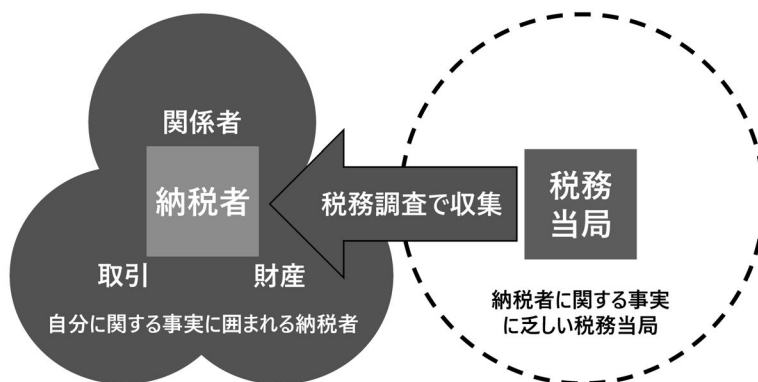 関係者
納税者
取引
財産
自分に関する事実に囲まれる納税者
税務調査で収集
税務
当局
納税者に関する事実
に乏しい税務当局